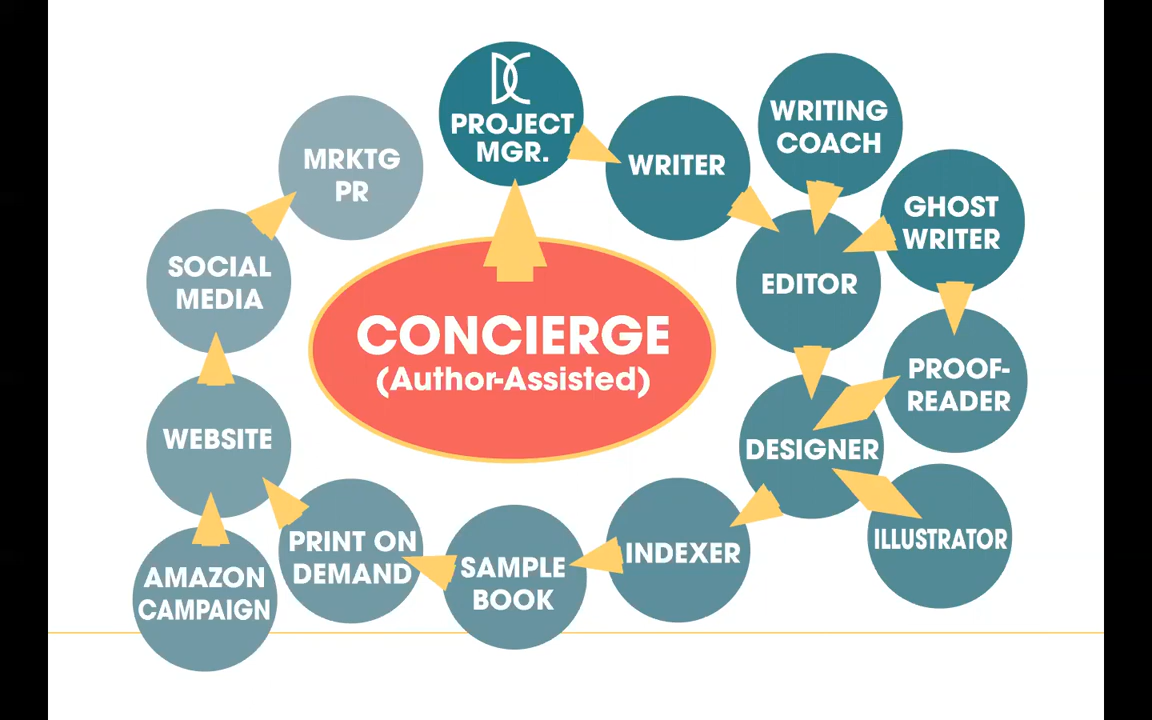 DC
PROJECT
MGR.
WRITER
WRITING
COACH
GHOST
WRITER
EDITOR
PROOF-
READER
DESIGNER
ILLUSTRATOR
INDEXER
SAMPLE
BOOK
PRINT ON
DEMAND
AMAZON
CAMPAIGN
WEBSITE
SOCIAL
MEDIA
MRKTG
PR
CONCIERGE
(Author-Assisted)